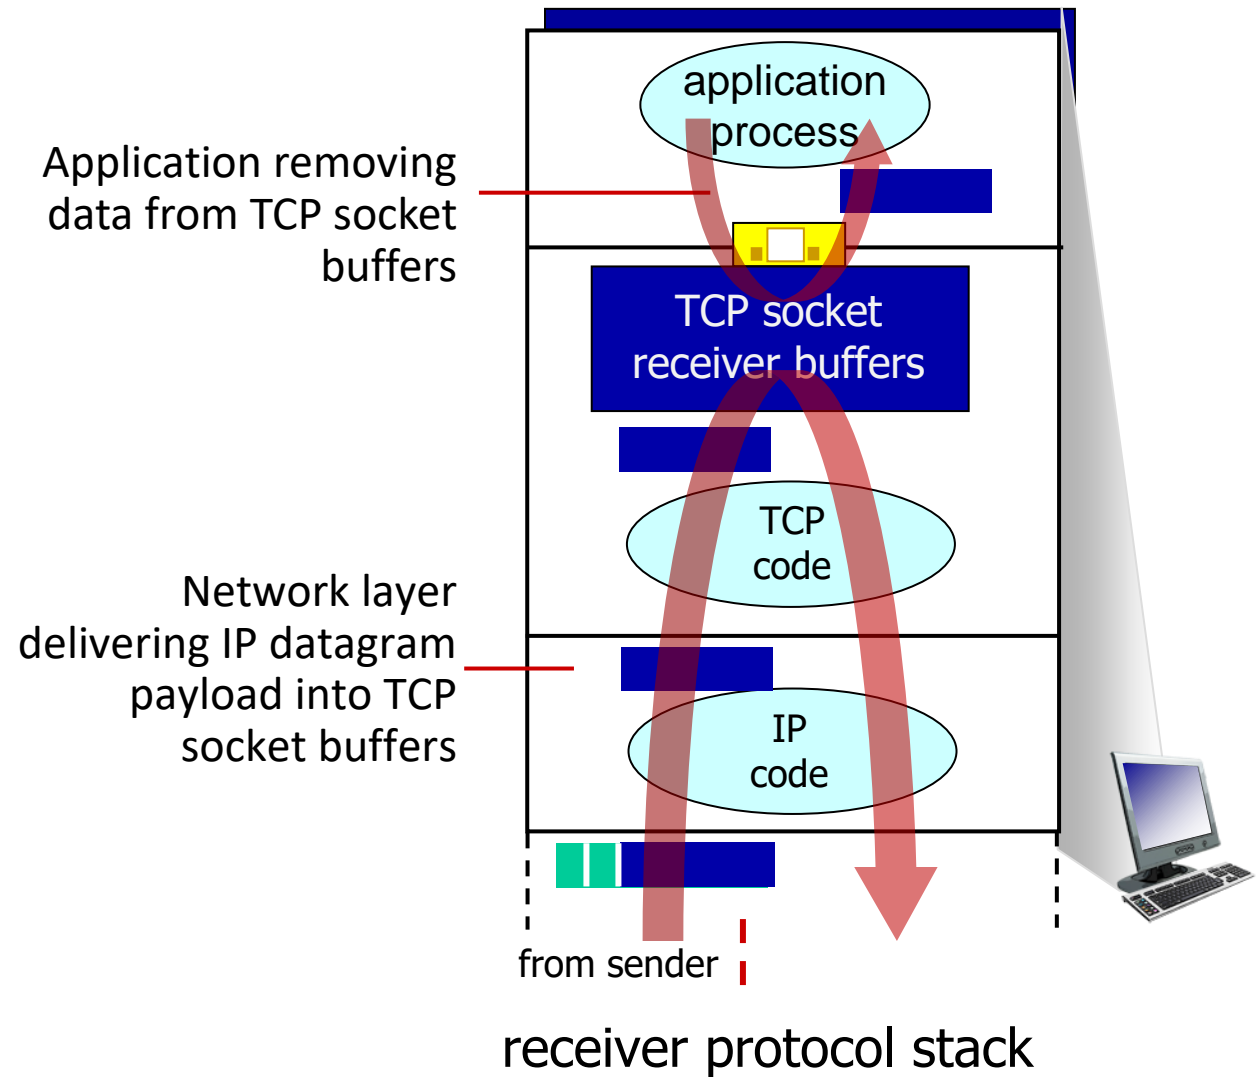 application
process
Application removing
data from TCP socket
buffers
TCP socket
receiver buffers
TCP
code
Network layer
delivering IP datagram
payload into TCP
socket buffers
IP
code
from sender
receiver protocol stack